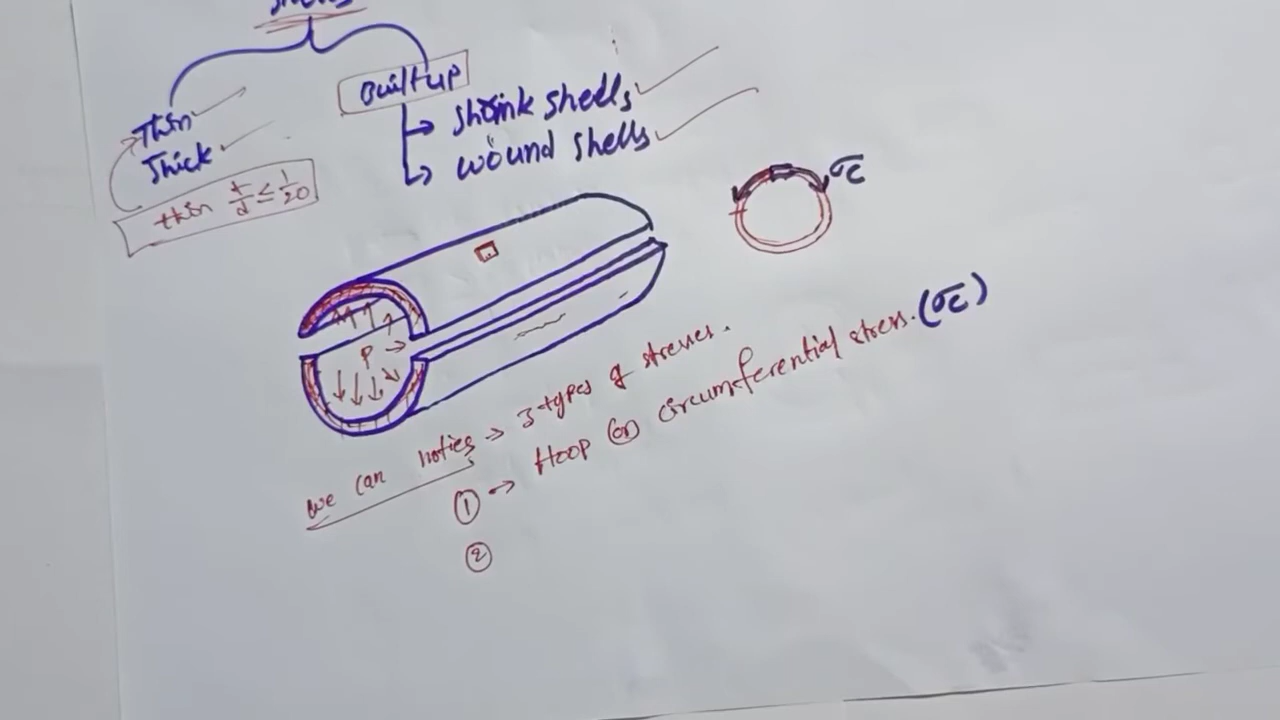 shells
Builtup
Thin
Thick
shrink shells
wound shells
thin t/d ≤ 1/20
σc
P
we can noties → 3 types of stresses.
① → Hoop (or) circumferential stress. (σc)
②